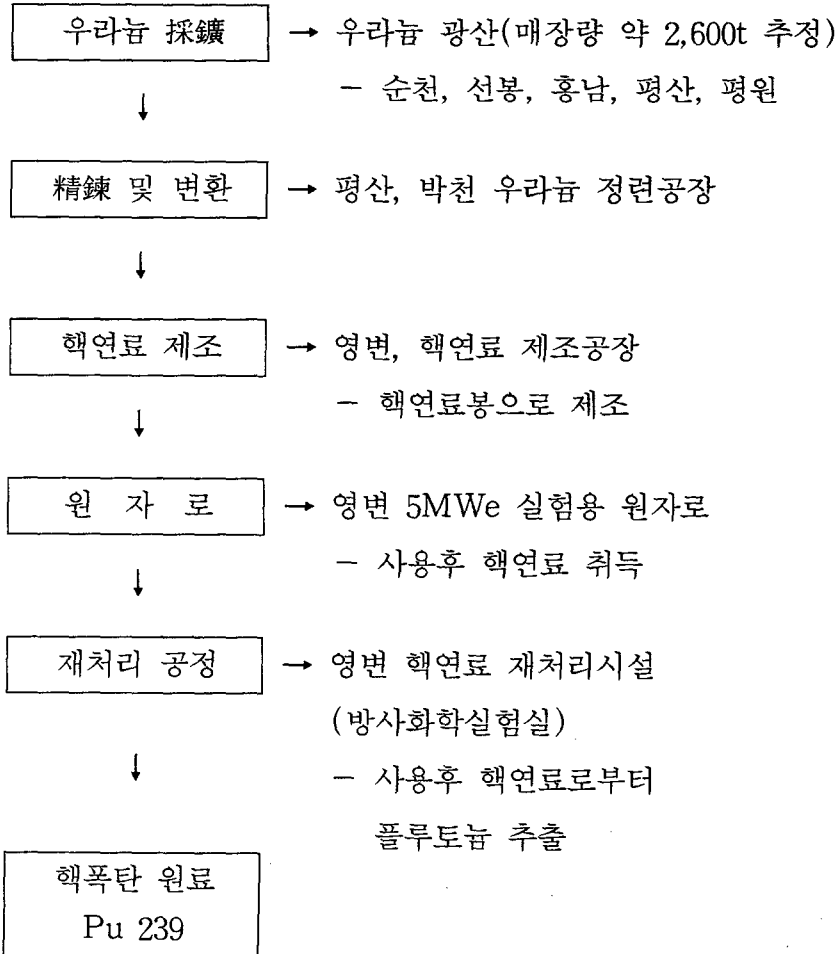 우라늄 採鑛 → 우라늄 광산(매장량 약 2,600t 추정)
- 순천, 선봉, 흥남, 평산, 평원
↓
精鍊 및 변환 → 평산, 박천 우라늄 정련공장
↓
핵연료 제조 → 영변, 핵연료 제조공장
- 핵연료봉으로 제조
↓
원 자 로 → 영변 5MWe 실험용 원자로
- 사용후 핵연료 취득
↓
재처리 공정 → 영변 핵연료 재처리시설
(방사화학실험실)
↓
- 사용후 핵연료로부터
플루토늄 추출
핵폭탄 원료
Pu 239